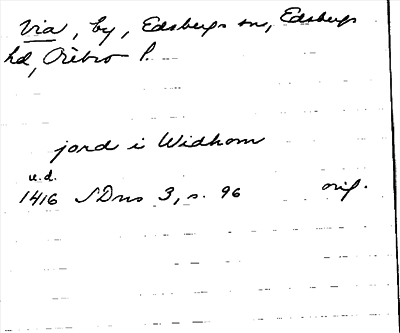 Via, by, Edsbergs sn, Edsbergs
hd, Örebro l.
jord i Widhom
u.d.
1416 SDns 3, s. 96 orig.